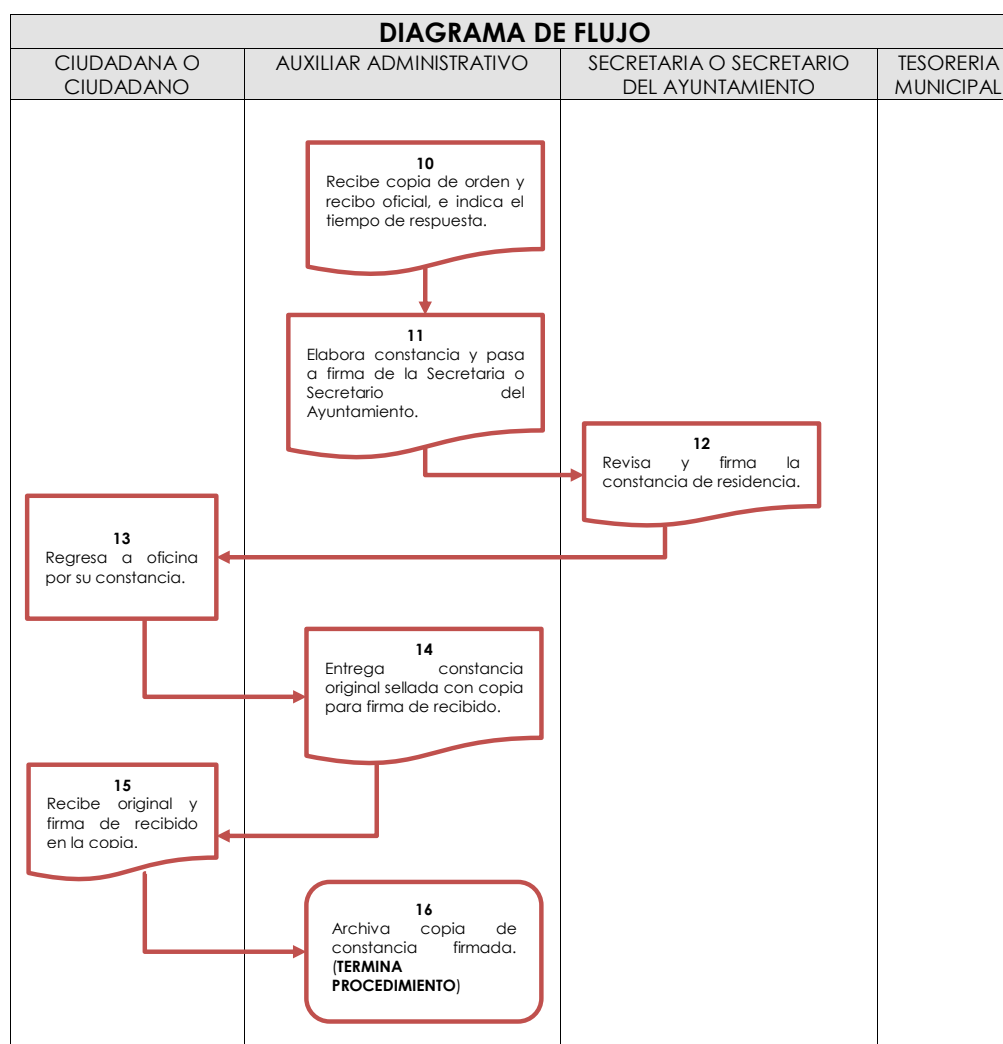 DIAGRAMA DE FLUJO
CIUDADANA O
CIUDADANO
AUXILIAR ADMINISTRATIVO
SECRETARIA O SECRETARIO
DEL AYUNTAMIENTO
TESORERIA
MUNICIPAL
10
Recibe copia de orden y
recibo oficial, e indica el
tiempo de respuesta.
11
Elabora constancia y pasa
a firma de la Secretaria o
Secretario del
Ayuntamiento.
12
Revisa y firma la
constancia de residencia.
13
Regresa a oficina
por su constancia.
14
Entrega constancia
original sellada con copia
para firma de recibido.
15
Recibe original y
firma de recibido
en la copia.
16
Archiva copia de
constancia firmada.
(TERMINA
PROCEDIMIENTO)